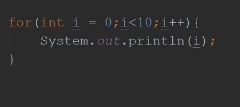 for(int i = 0;i<10;i++){
System.out.println(i);
}